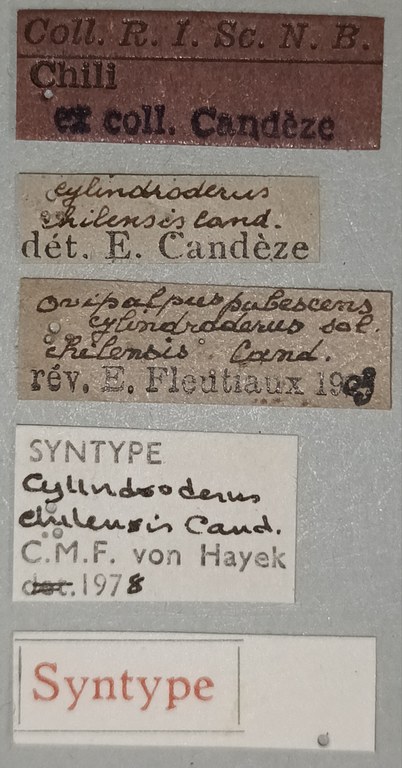 Coll. R. I. Sc. N. B.
Chili
ex coll. Candèze
cylindroderus
chilensis Cand.
dét. E. Candèze
ovipalpus pubescens
cylindroderus Sol.
chilensis Cand.
rév. E. Fleutiaux 19
SYNTYPE
Cylindroderus
chilensis Cand.
C.M.F. von Hayek
det. 1978
Syntype